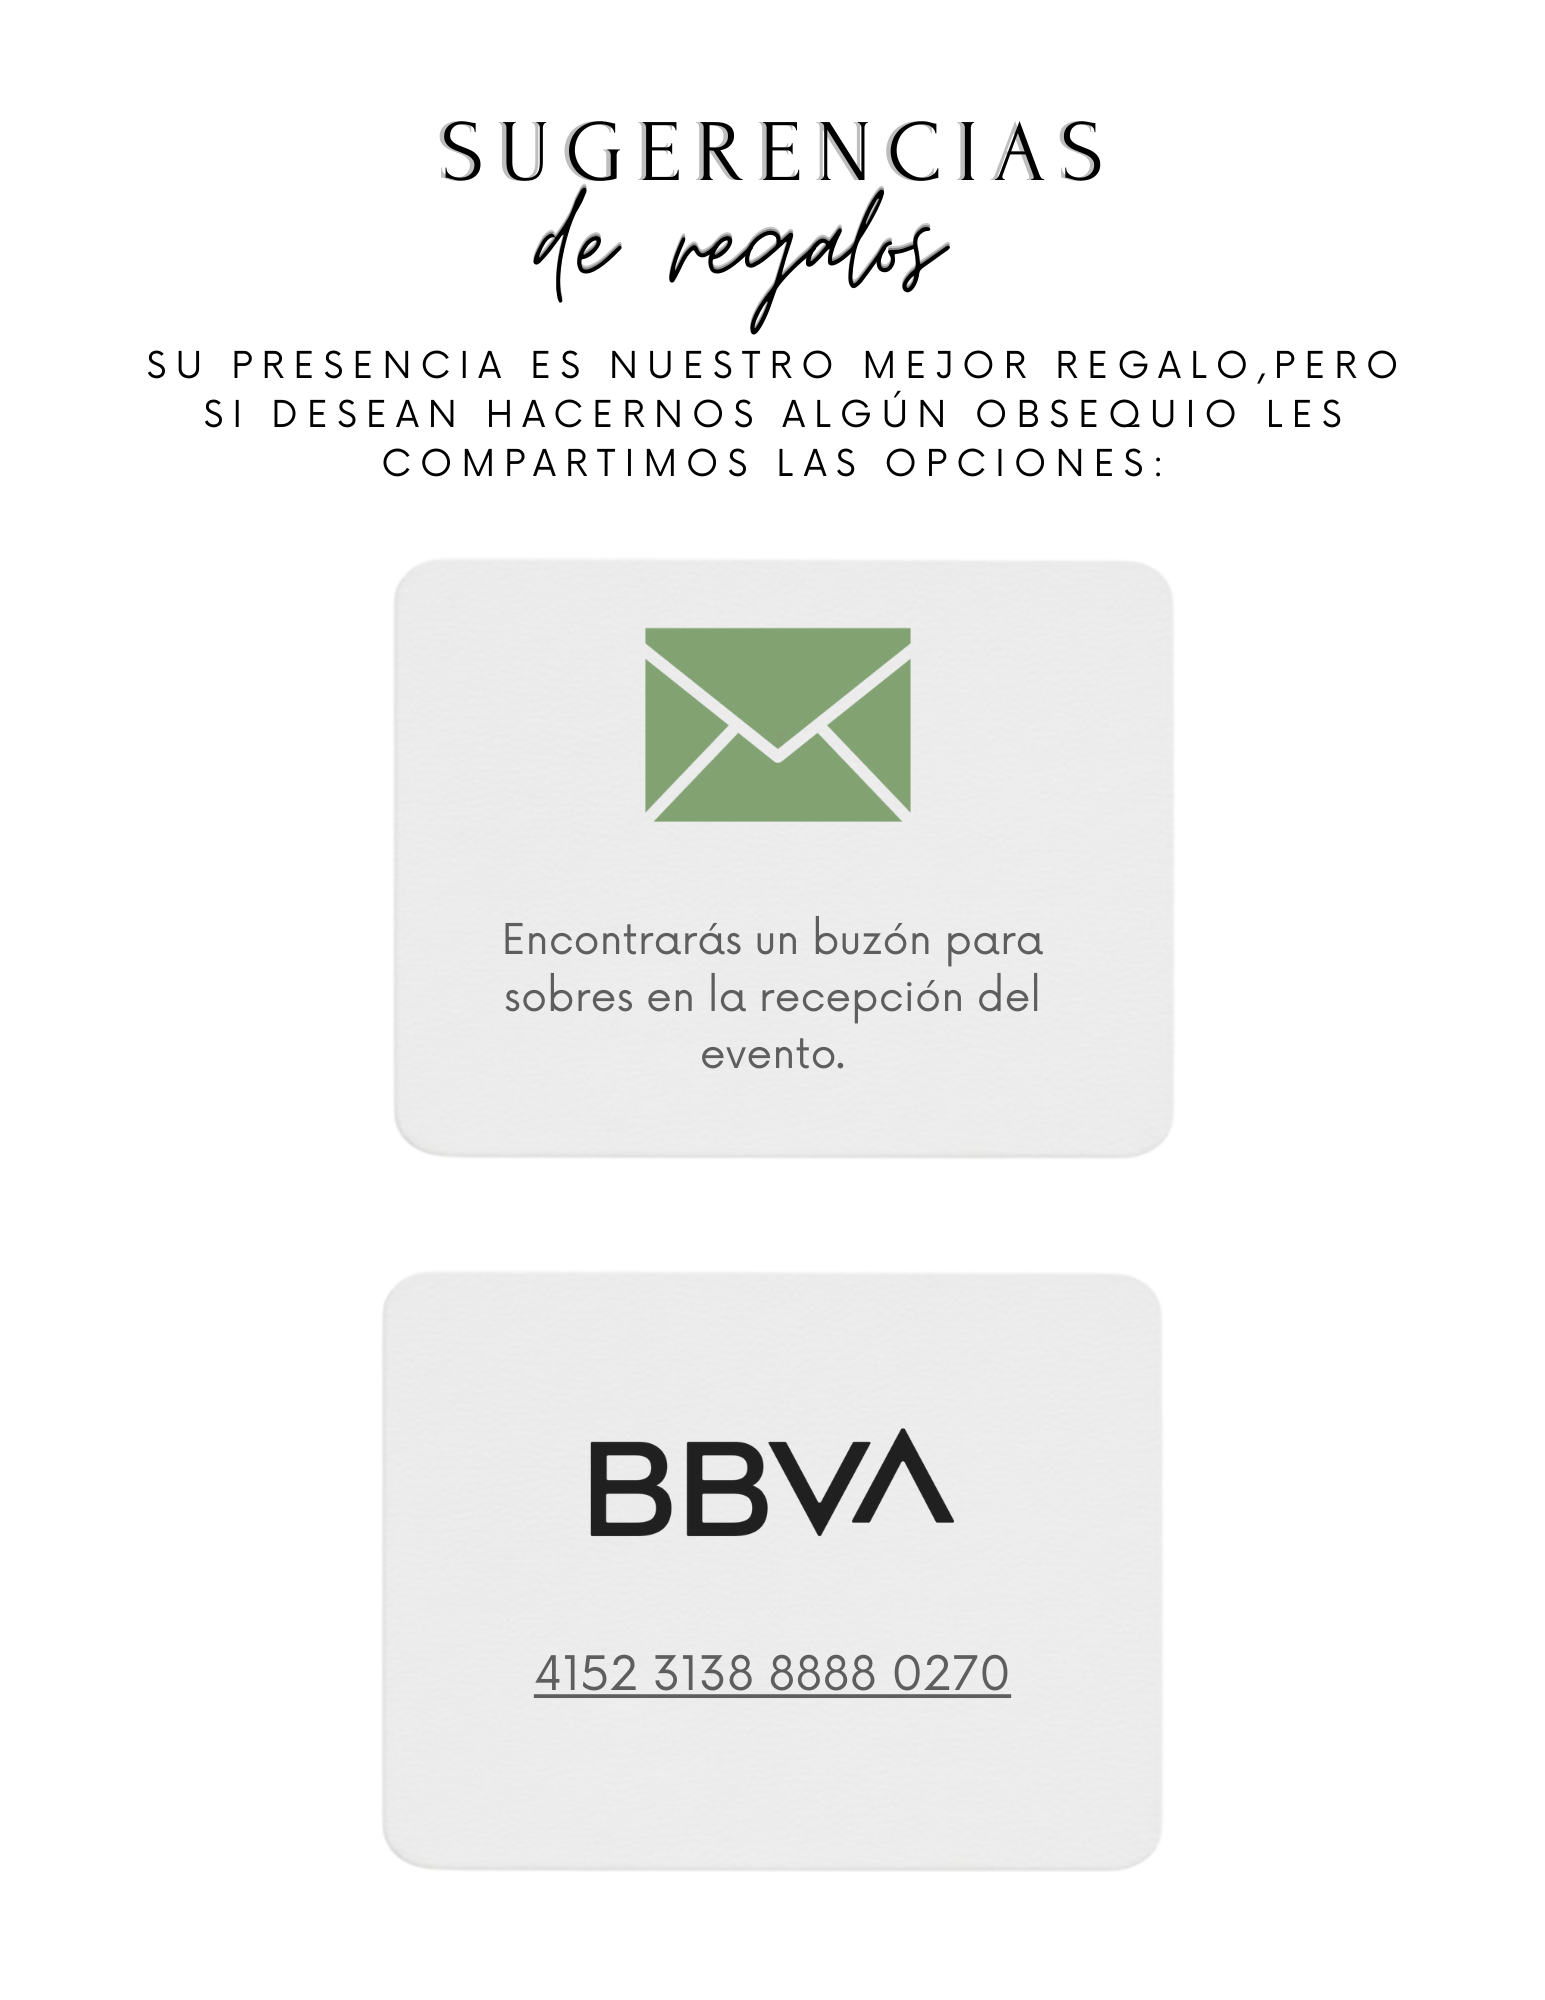 SUGERENCIAS
de regalos
SU PRESENCIA ES NUESTRO MEJOR REGALO,PERO
SI DESEAN HACERNOS ALGÚN OBSEQUIO LES
COMPARTIMOS LAS OPCIONES:
Encontrarás un buzón para
sobres en la recepción del
evento.
BBVA
4152 3138 8888 0270